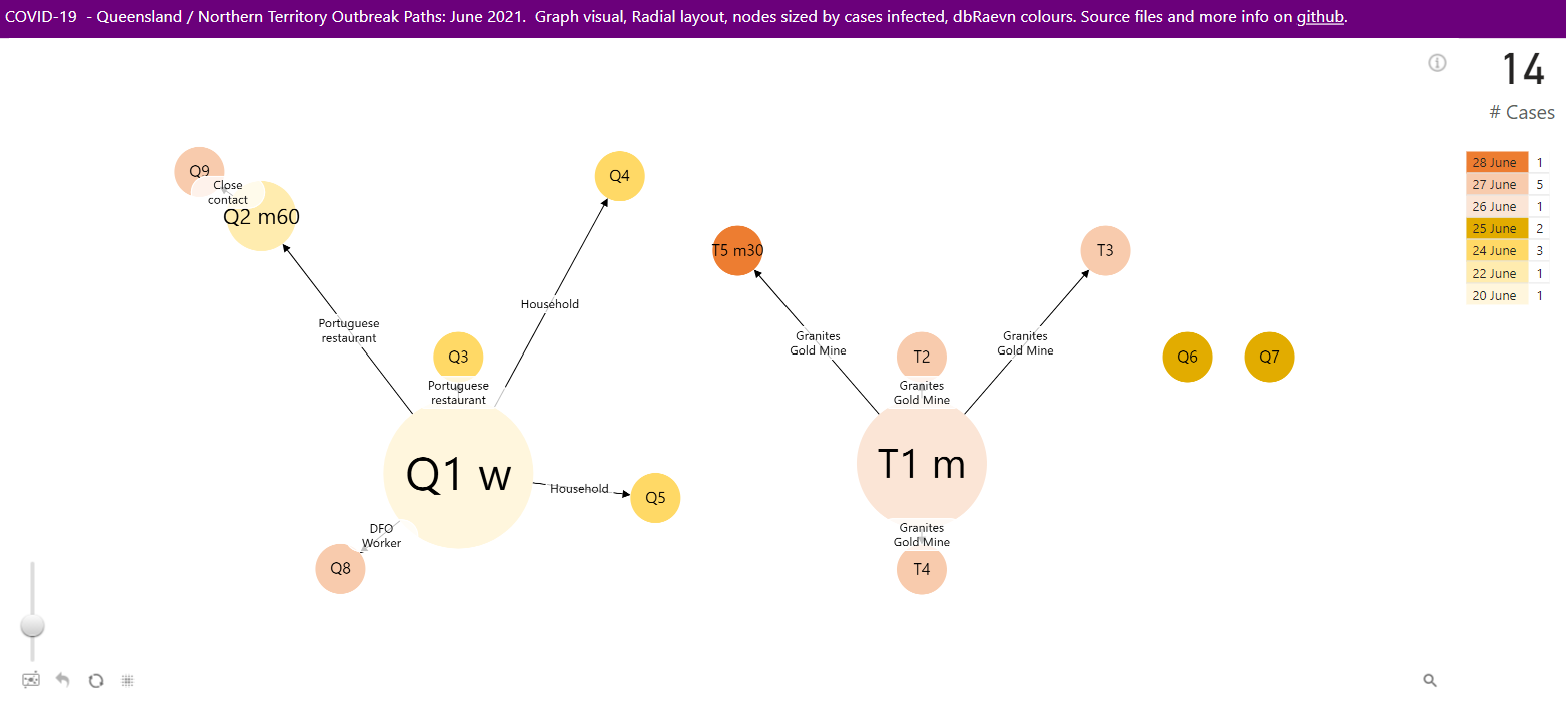 COVID-19 - Queensland / Northern Territory Outbreak Paths: June 2021. Graph visual, Radial layout, nodes sized by cases infected, dbRaevn colours. Source files and more info on github.
14
# Cases
28 June 1
27 June 5
26 June 1
25 June 2
24 June 3
22 June 1
20 June 1
Q9
Close
contact
Q2 m60
Q4
Household
Portuguese
restaurant
Q3
Portuguese
restaurant
Q1 w
Household
Q5
DFO
Worker
Q8
T5 m30
T3
Granites
Gold Mine
Granites
Gold Mine
T2
Granites
Gold Mine
T1 m
Granites
Gold Mine
T4
Q6
Q7